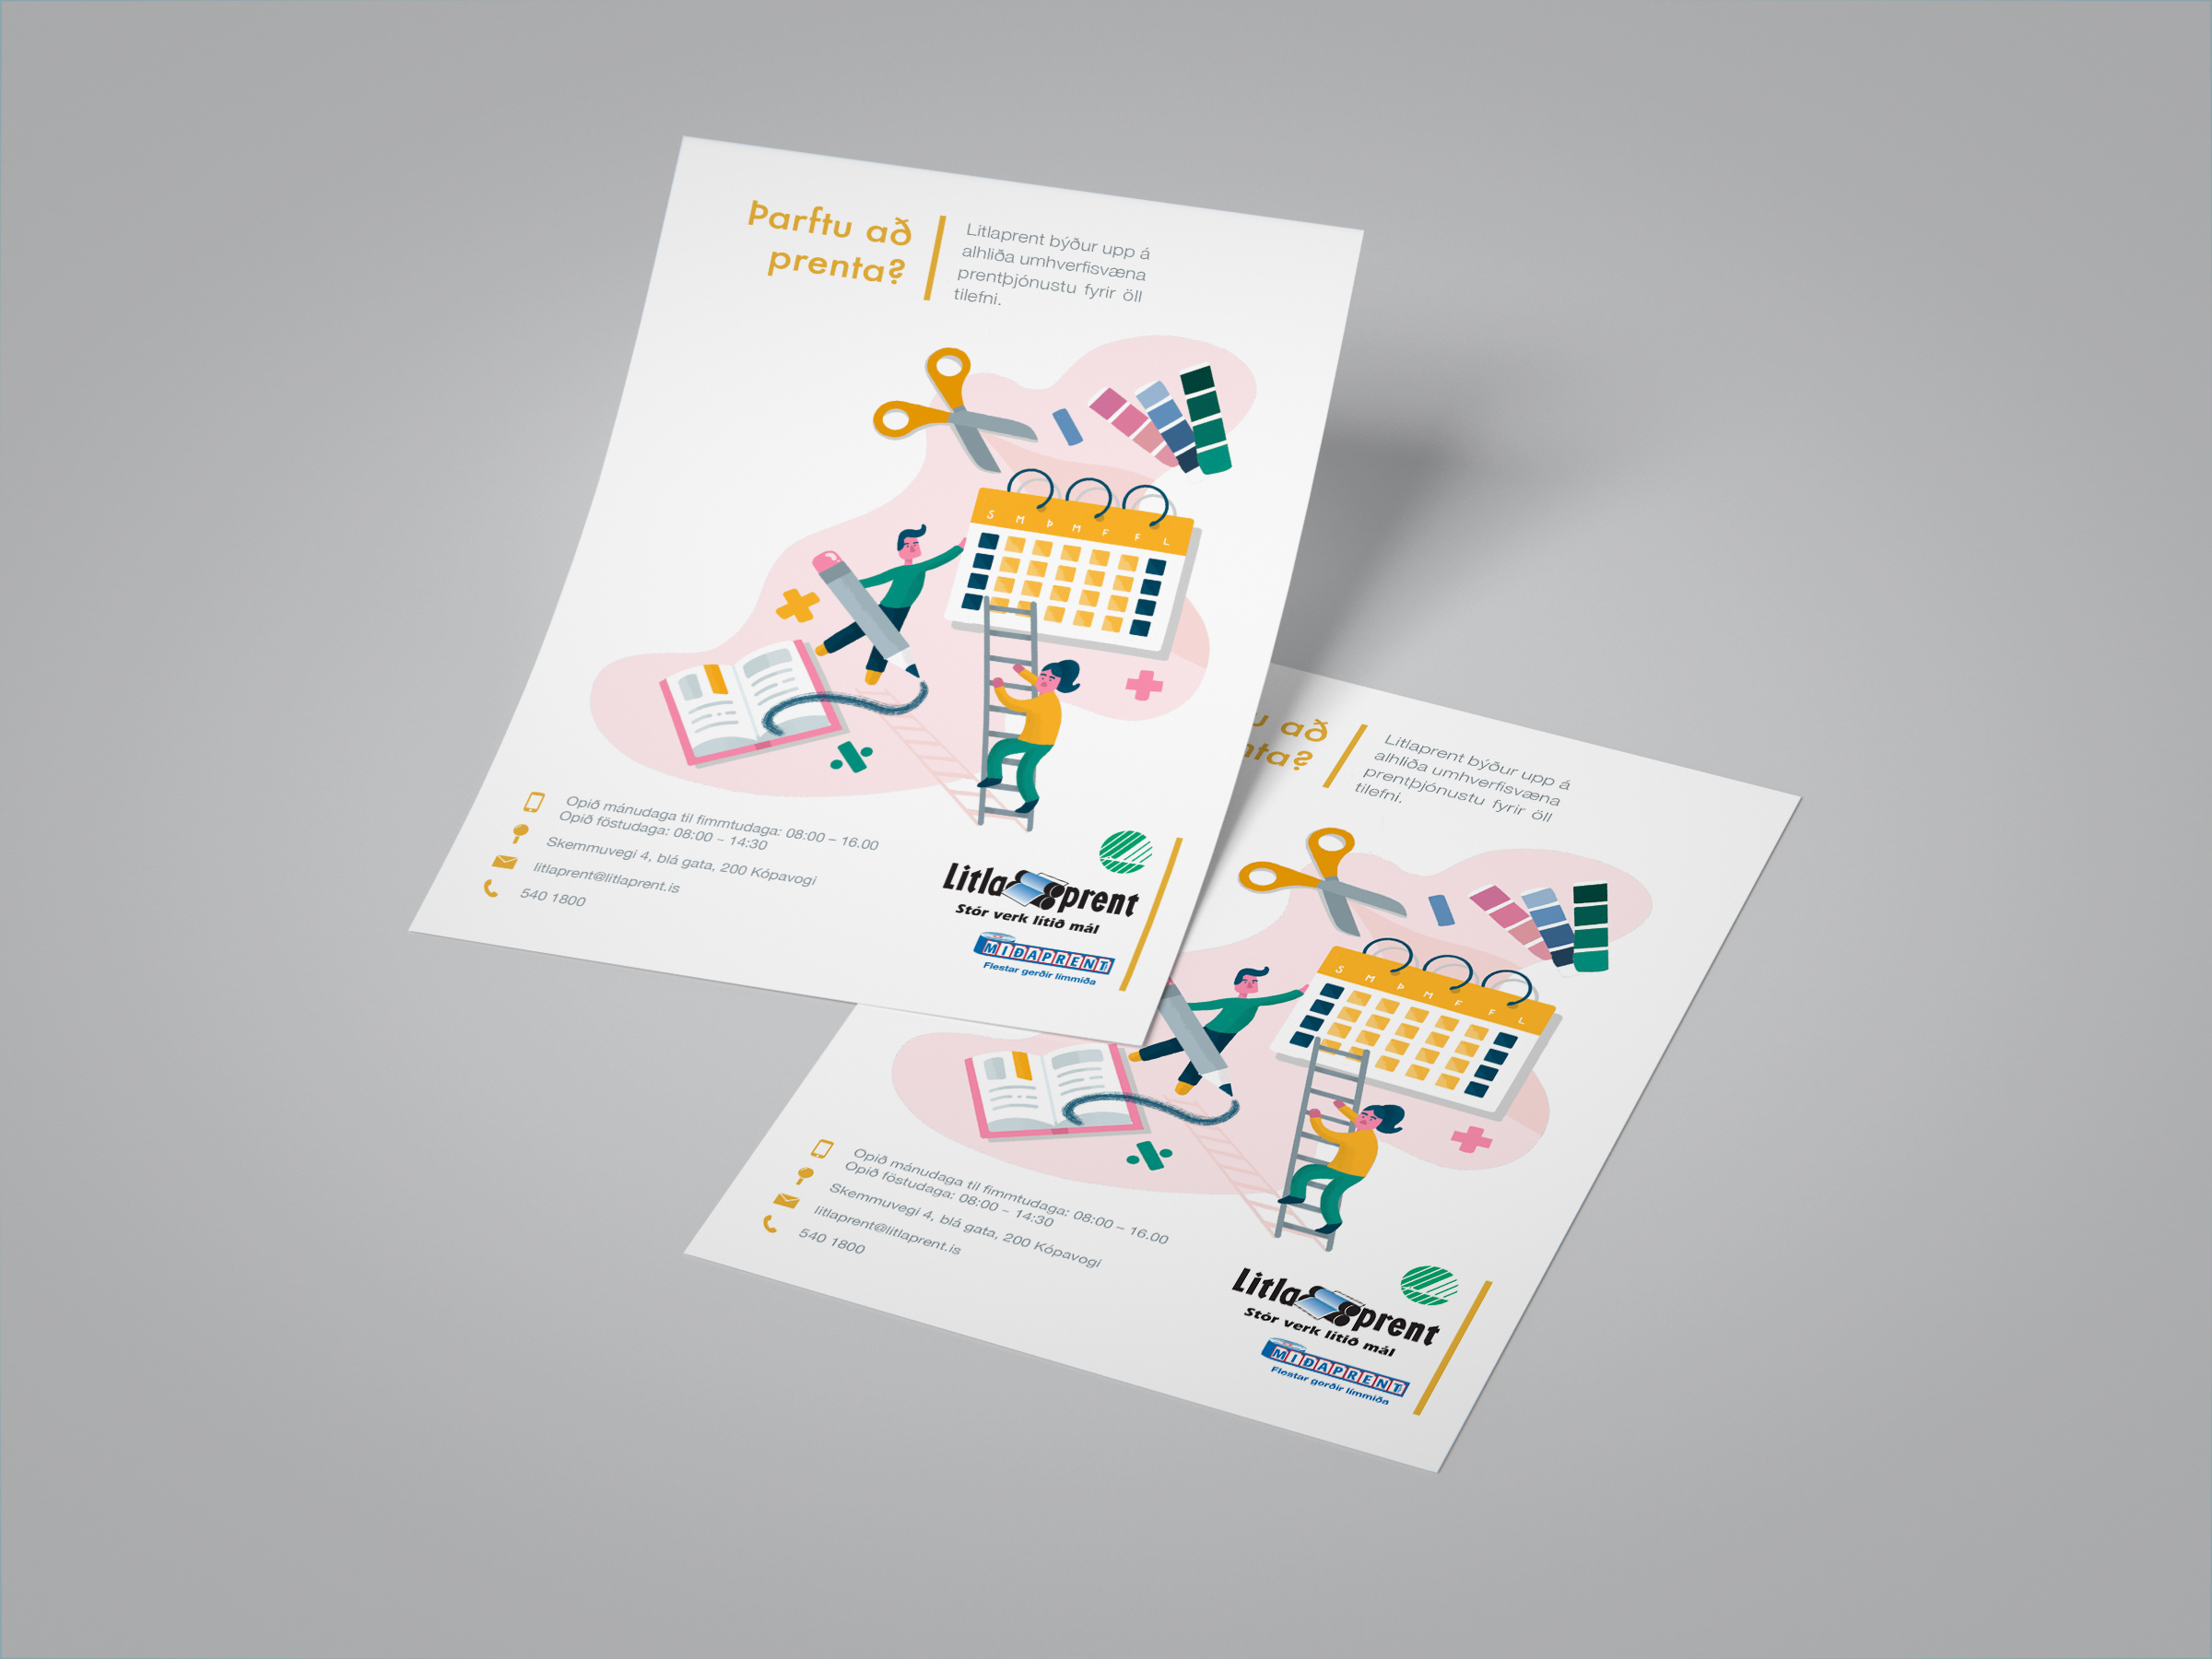 Þarftu að
prenta?
Litlaprent býður upp á
alhliða umhverfisvæna
prentþjónustu fyrir öll
tilefni.
S M Þ M F F L
Opið mánudaga til fimmtudaga: 08:00 – 16.00
Opið föstudaga: 08:00 – 14:30
Skemmuvegi 4, blá gata, 200 Kópavogi
litlaprent@litlaprent.is
540 1800
Litlaprent
Stór verk lítið mál
MIÐAPRENT
Flestar gerðir límmiða
u að
nta?
Litlaprent býður upp á
alhliða umhverfisvæna
prentþjónustu fyrir öll
tilefni.
S M Þ M F F L
Opið mánudaga til fimmtudaga: 08:00 – 16.00
Opið föstudaga: 08:00 – 14:30
Skemmuvegi 4, blá gata, 200 Kópavogi
litlaprent@litlaprent.is
540 1800
Litlaprent
Stór verk lítið mál
MIÐAPRENT
Flestar gerðir límmiða